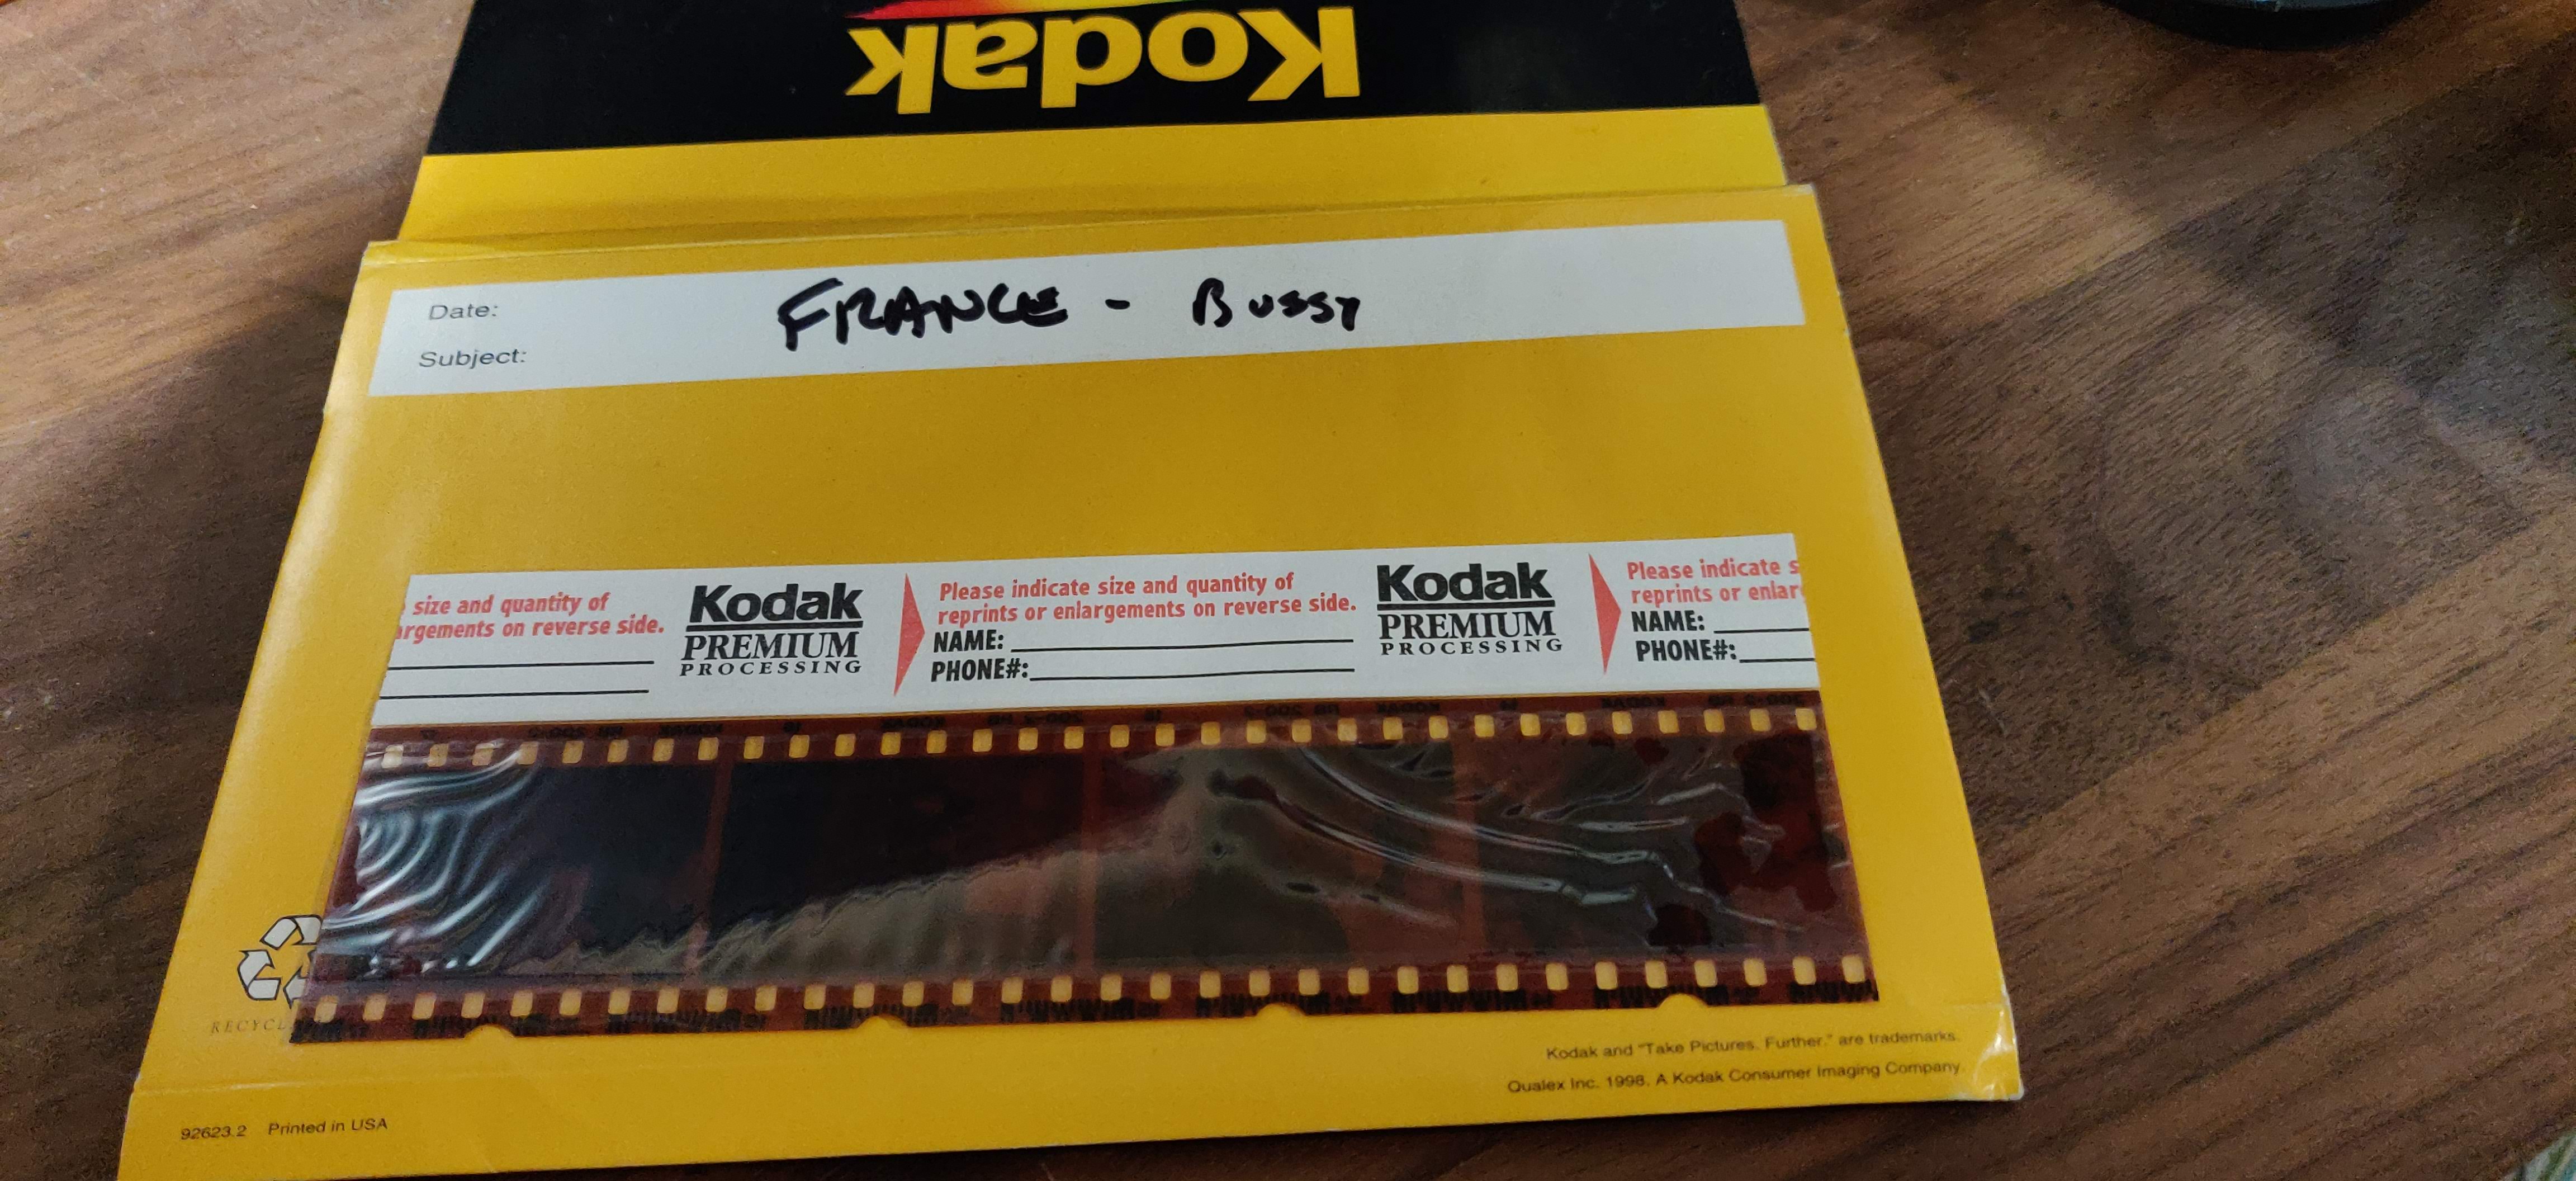 Kodak
Date:
FRANCE - BUSSY
Subject:
size and quantity of
argements on reverse side.
Kodak
PREMIUM
PROCESSING
Please indicate size and quantity of
reprints or enlargements on reverse side.
NAME:
PHONE#:
Kodak
PREMIUM
PROCESSING
Please indicate s
reprints or enlar
NAME:
PHONE#:
RECYCL
Kodak and "Take Pictures. Further." are trademarks.
Qualex Inc. 1998. A Kodak Consumer Imaging Company
92623.2 Printed in USA